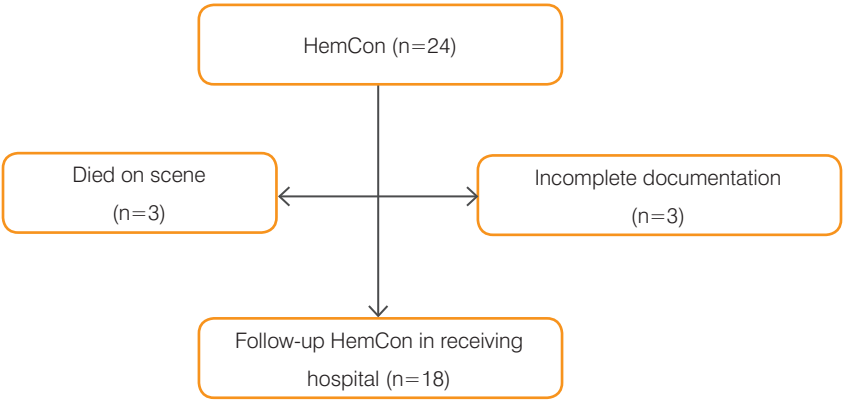 HemCon (n=24)
Died on scene
(n=3)
Incomplete documentation
(n=3)
Follow-up HemCon in receiving
hospital (n=18)